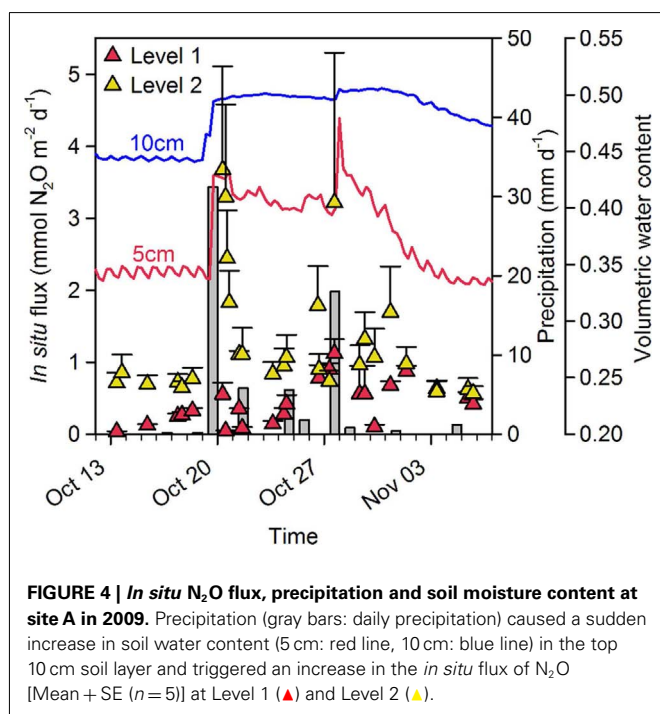 Level 1
Level 2
10cm
5cm
In situ flux (mmol N₂O m⁻² d⁻¹)
5
4
3
2
1
0
Precipitation (mm d⁻¹)
50
40
30
20
10
0
Volumetric water content
0.55
0.50
0.45
0.40
0.35
0.30
0.25
0.20
Oct 13
Oct 20
Oct 27
Nov 03
Time
FIGURE 4 | In situ N₂O flux, precipitation and soil moisture content at
site A in 2009. Precipitation (gray bars: daily precipitation) caused a sudden
increase in soil water content (5 cm: red line, 10 cm: blue line) in the top
10 cm soil layer and triggered an increase in the in situ flux of N₂O
[Mean + SE (n = 5)] at Level 1 (▲) and Level 2 (▲).